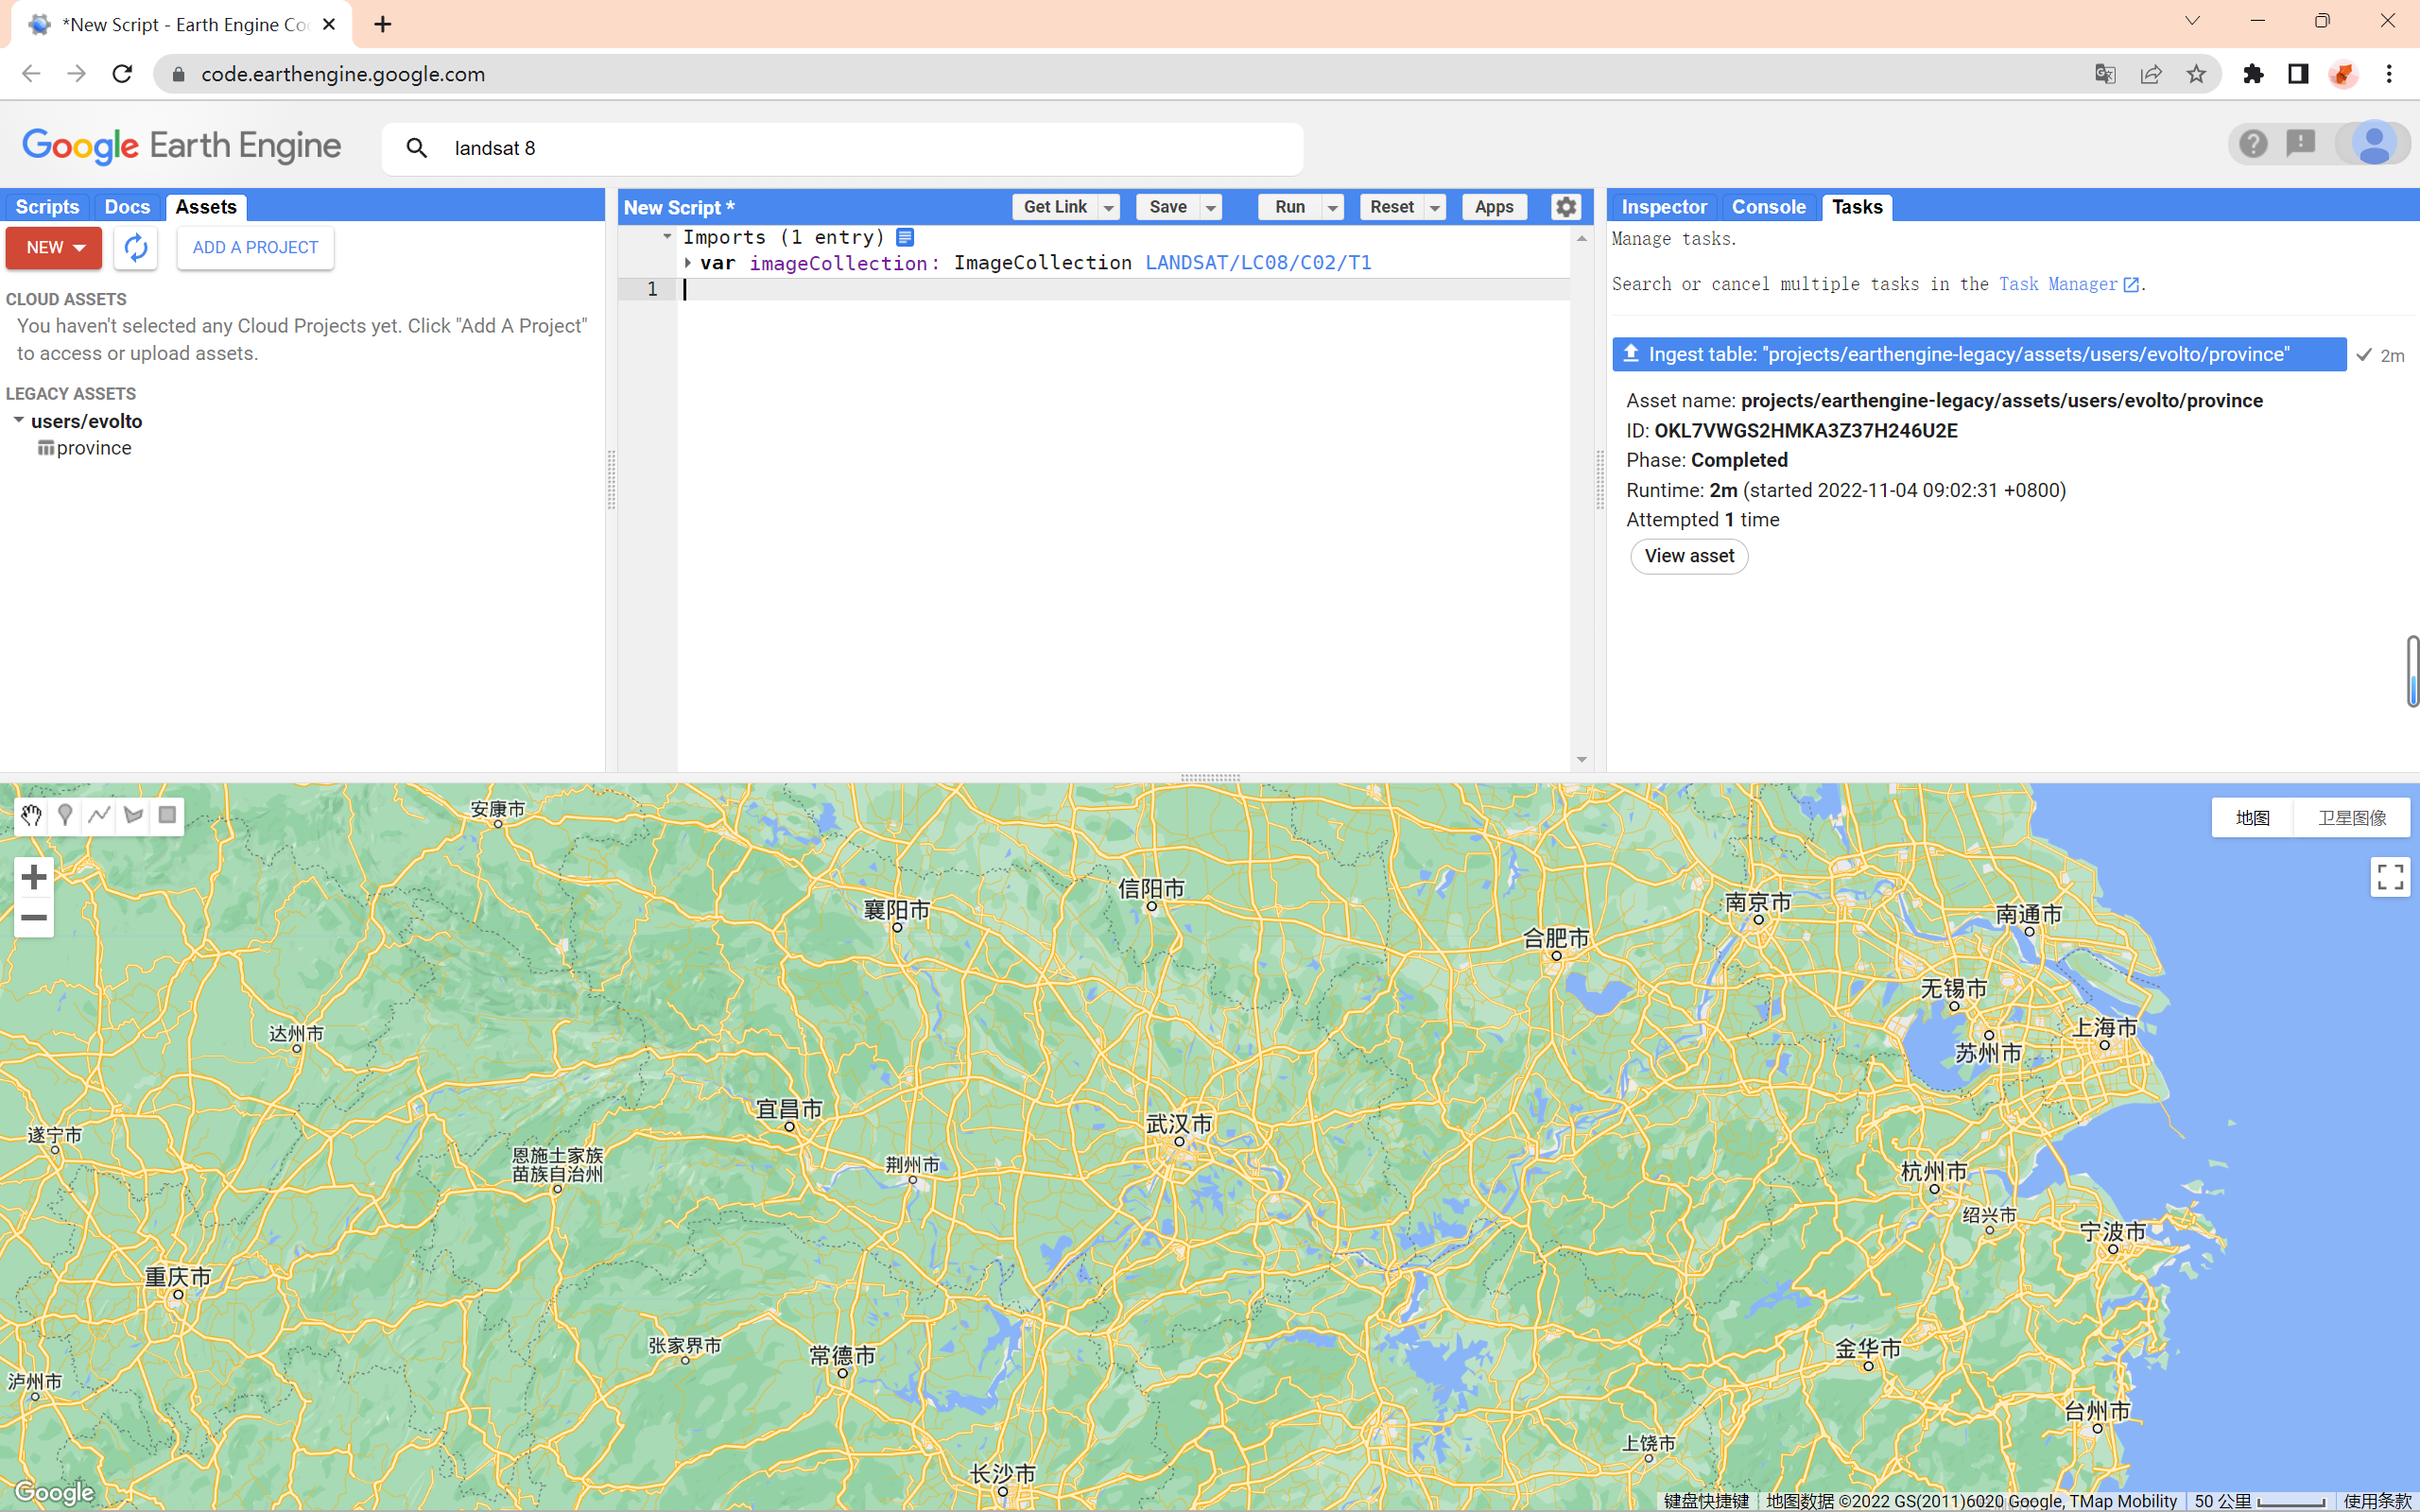 *New Script - Earth Engine Co
code.earthengine.google.com
Google Earth Engine
landsat 8
Scripts Docs Assets
NEW ADD A PROJECT
CLOUD ASSETS
You haven't selected any Cloud Projects yet. Click "Add A Project"
to access or upload assets.
LEGACY ASSETS
users/evolto
province
New Script * Get Link Save Run Reset Apps
Imports (1 entry)
var imageCollection: ImageCollection LANDSAT/LC08/C02/T1
1
Inspector Console Tasks
Manage tasks.
Search or cancel multiple tasks in the Task Manager.
Ingest table: "projects/earthengine-legacy/assets/users/evolto/province" 2m
Asset name: projects/earthengine-legacy/assets/users/evolto/province
ID: OKL7VWGS2HMKA3Z37H246U2E
Phase: Completed
Runtime: 2m (started 2022-11-04 09:02:31 +0800)
Attempted 1 time
View asset
地图 卫星图像
安康市
信阳市
襄阳市
南京市
南通市
合肥市
无锡市
达州市
上海市
苏州市
宜昌市
武汉市
遂宁市
恩施土家族
苗族自治州
荆州市
杭州市
绍兴市
宁波市
重庆市
张家界市
常德市
金华市
泸州市
台州市
上饶市
长沙市
Google
键盘快捷键 地图数据 ©2022 GS(2011)6020 Google, TMap Mobility 50 公里 使用条款